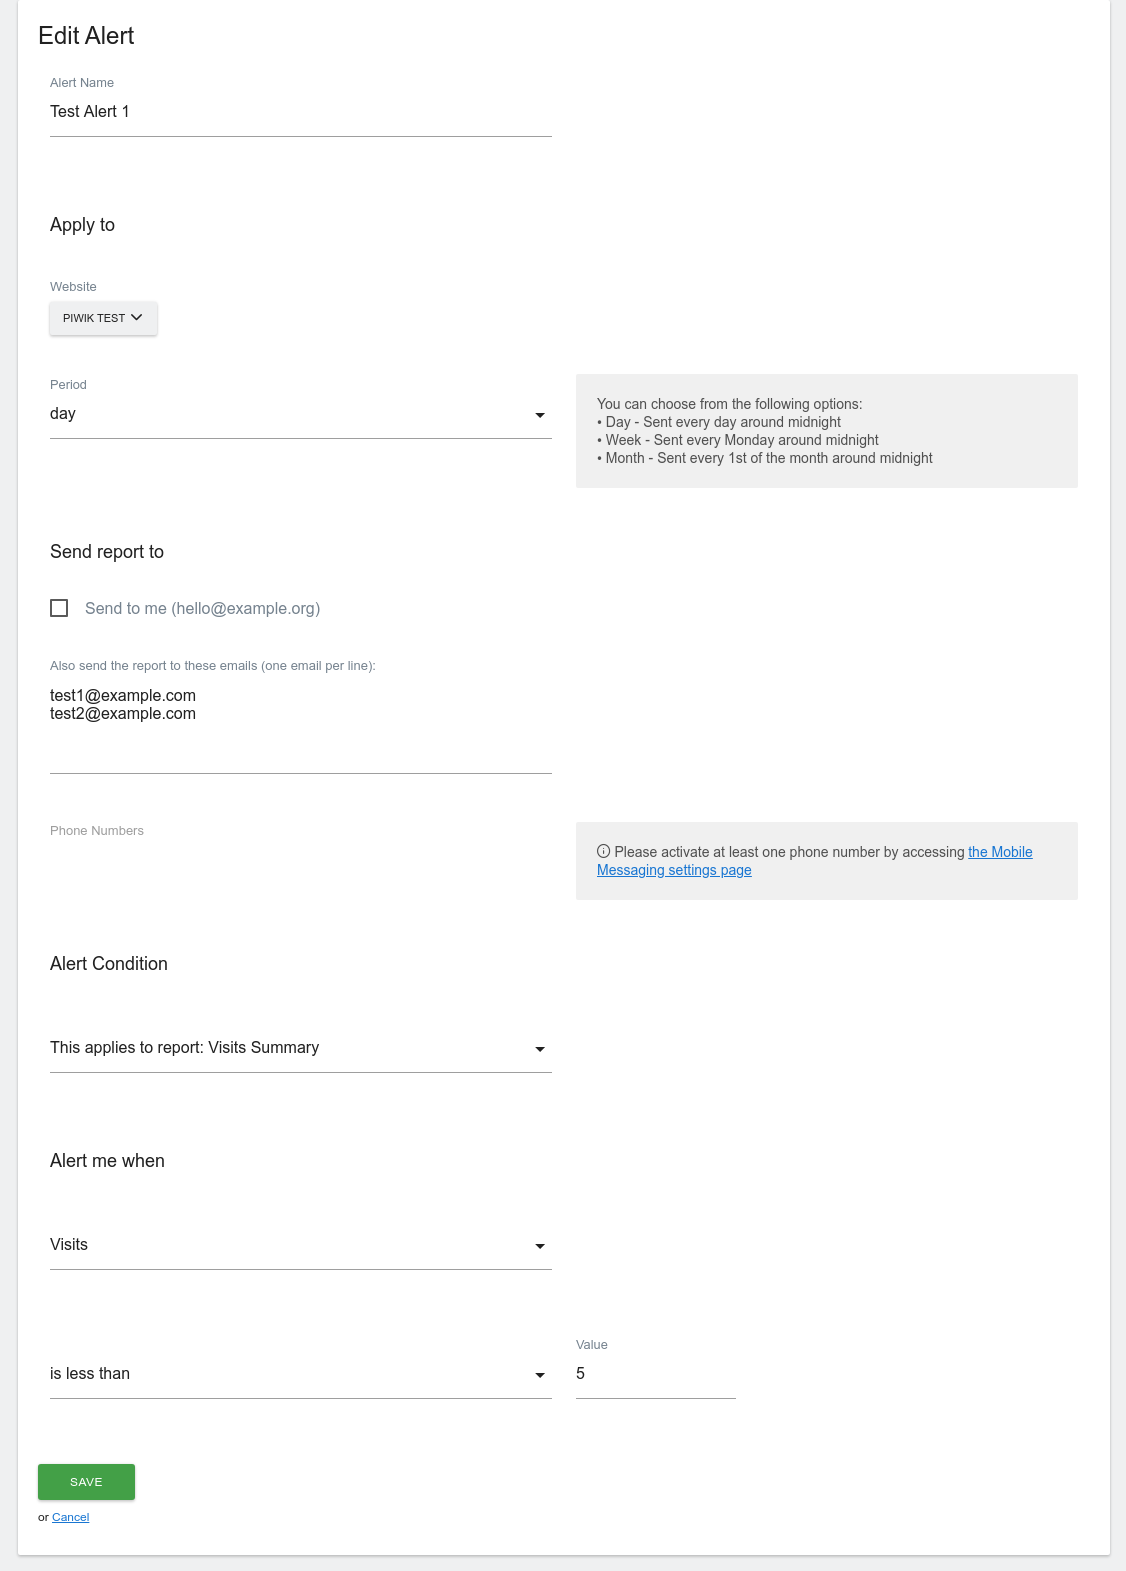 Edit Alert
Alert Name
Test Alert 1
Apply to
Website
PIWIK TEST
Period
day
You can choose from the following options:
• Day - Sent every day around midnight
• Week - Sent every Monday around midnight
• Month - Sent every 1st of the month around midnight
Send report to
Send to me (hello@example.org)
Also send the report to these emails (one email per line):
test1@example.com
test2@example.com
Phone Numbers
Please activate at least one phone number by accessing the Mobile
Messaging settings page
Alert Condition
This applies to report: Visits Summary
Alert me when
Visits
is less than
Value
5
SAVE
or Cancel